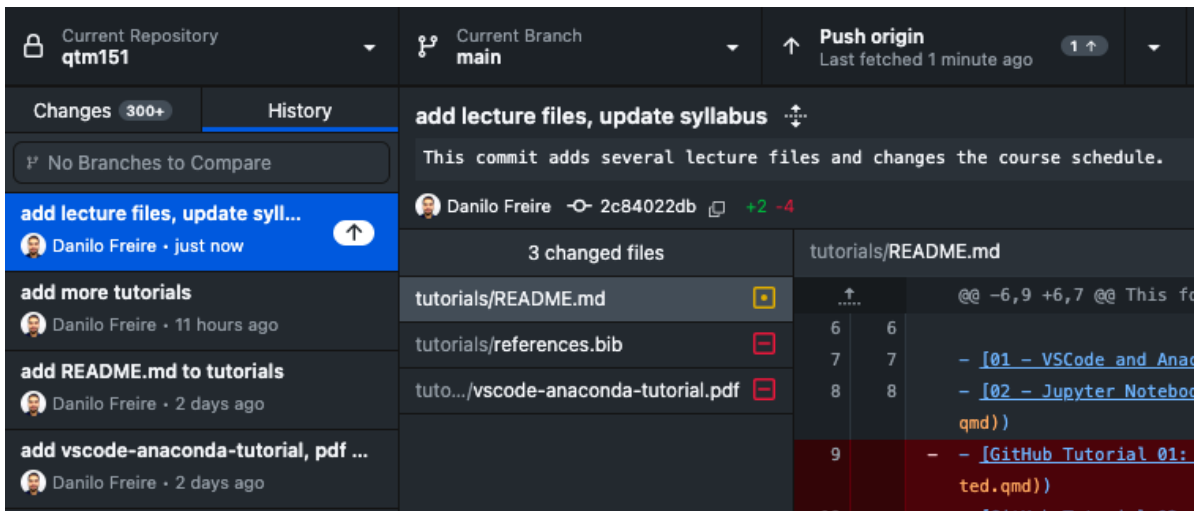 Current Repository
qtm151
Current Branch
main
Push origin
Last fetched 1 minute ago
1 ↑
Changes 300+
History
No Branches to Compare
add lecture files, update syll...
Danilo Freire • just now
add more tutorials
Danilo Freire • 11 hours ago
add README.md to tutorials
Danilo Freire • 2 days ago
add vscode-anaconda-tutorial, pdf ...
Danilo Freire • 2 days ago
add lecture files, update syllabus
This commit adds several lecture files and changes the course schedule.
Danilo Freire 2c84022db +2 -4
3 changed files
tutorials/README.md
tutorials/references.bib
tuto.../vscode-anaconda-tutorial.pdf
tutorials/README.md
@@ -6,9 +6,7 @@ This fo
6 6
7 7 - [01 - VSCode and Anac
8 8 - [02 - Jupyter Noteboo
qmd))
9 - - [GitHub Tutorial 01:
ted.qmd))